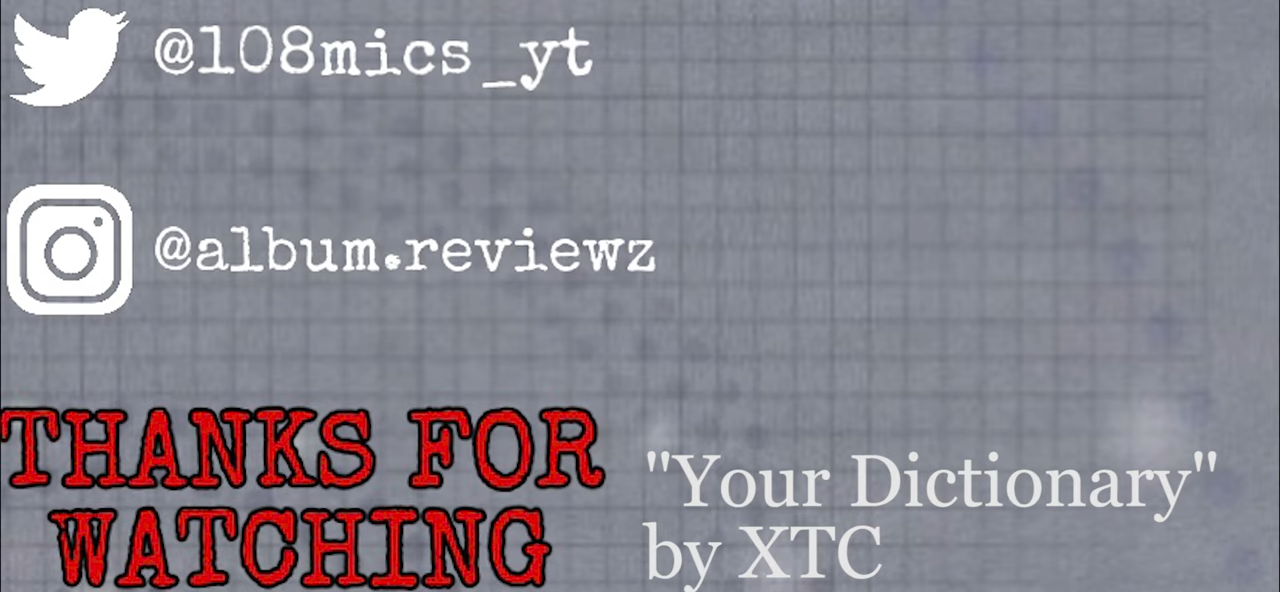 @108mics_yt
@album.reviewz
THANKS FOR
WATCHING
"Your Dictionary"
by XTC